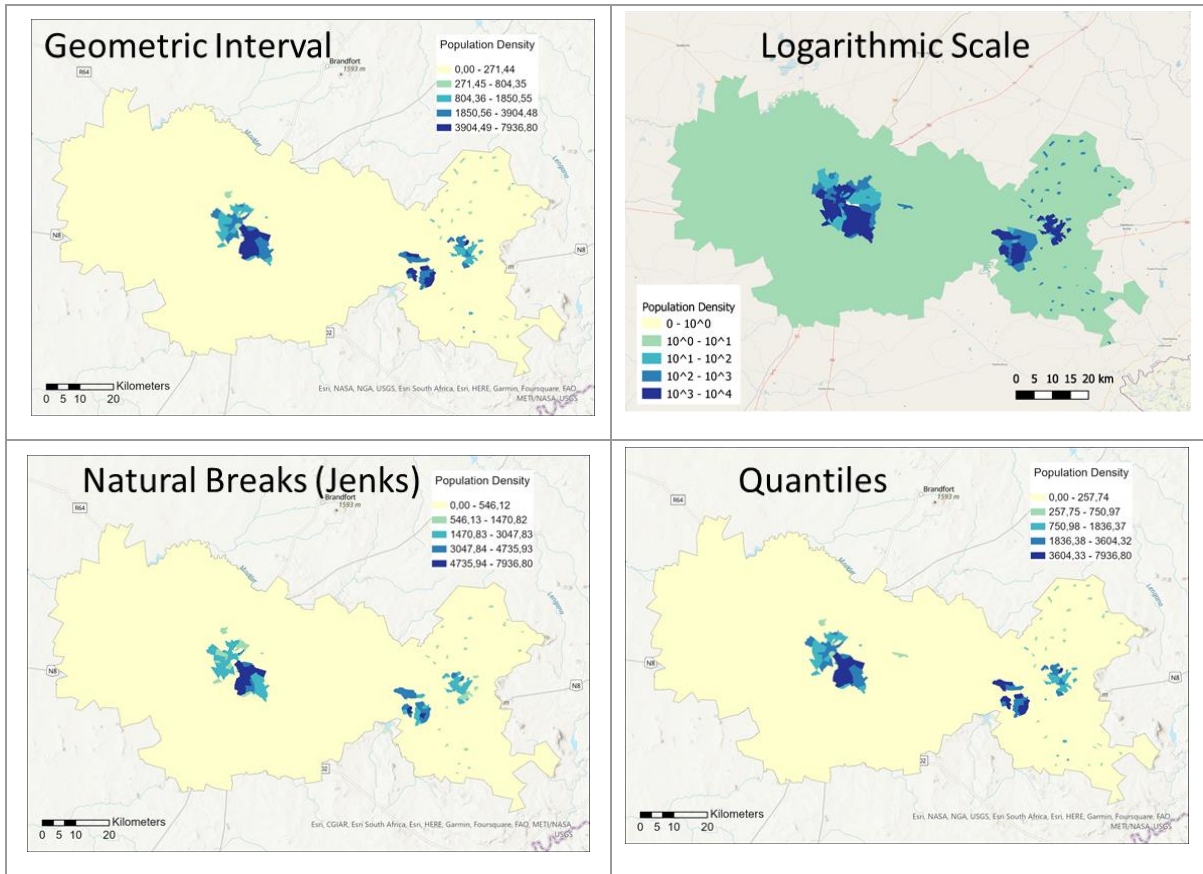 Geometric Interval
Population Density
0,00 - 271,44
271,45 - 804,35
804,36 - 1850,55
1850,56 - 3904,48
3904,49 - 7936,80
Brandfort
1593 m
R64
Modder
Leeuspruit
N8
N8
Kilometers
0 5 10 20
Esri, NASA, NGA, USGS, Esri South Africa, Esri, HERE, Garmin, Foursquare, FAO,
METI/NASA, USGS
Logarithmic Scale
Population Density
0 - 10^0
10^0 - 10^1
10^1 - 10^2
10^2 - 10^3
10^3 - 10^4
0 5 10 15 20 km
Natural Breaks (Jenks)
Population Density
0,00 - 546,12
546,13 - 1470,82
1470,83 - 3047,83
3047,84 - 4735,93
4735,94 - 7936,80
Brandfort
1593 m
R64
Modder
N8
N8
Kilometers
0 5 10 20
Esri, CGIAR, Esri South Africa, Esri, HERE, Garmin, Foursquare, FAO, METI/NASA,
USGS
Quantiles
Population Density
0,00 - 257,74
257,75 - 750,97
750,98 - 1836,37
1836,38 - 3604,32
3604,33 - 7936,80
Brandfort
1593 m
R64
Modder
N8
N8
Kilometers
0 5 10 20
Esri, NASA, NGA, USGS, Esri South Africa, Esri, HERE, Garmin, Foursquare, FAO,
METI/NASA, USGS